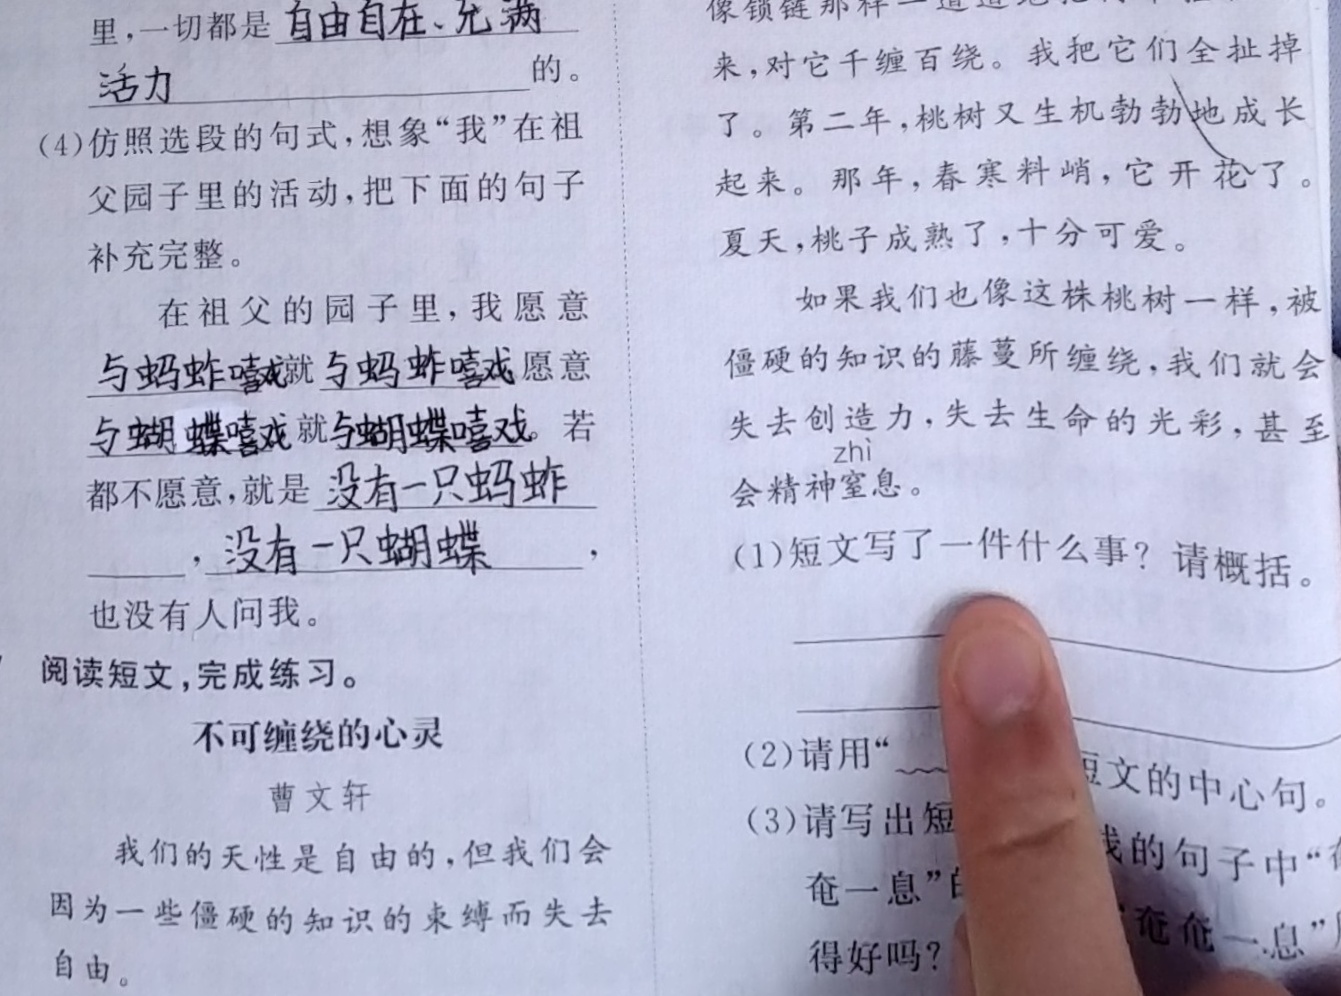 里，一切都是自由自在、充满
活力的。
(4)仿照选段的句式，想象“我”在祖
父园子里的活动，把下面的句子
补充完整。
在祖父的园子里，我愿意
与蚂蚱嘻戏就与蚂蚱嘻戏愿意
与蝴蝶嘻戏就与蝴蝶嘻戏。若
都不愿意，就是没有一只蚂蚱
，没有一只蝴蝶，
也没有人问我。
阅读短文，完成练习。
不可缠绕的心灵
曹文轩
我们的天性是自由的，但我们会
因为一些僵硬的知识的束缚而失去
自由。
像锁链那样一道道地把
来，对它千缠百绕。我把它们全扯掉
了。第二年，桃树又生机勃勃地成长
起来。那年，春寒料峭，它开花了。
夏天，桃子成熟了，十分可爱。
如果我们也像这株桃树一样，被
僵硬的知识的藤蔓所缠绕，我们就会
失去创造力，失去生命的光彩，甚至
zhì
会精神窒息。
(1)短文写了一件什么事？请概括。
(2)请用“短文的中心句。
(3)请写出短的句子中“
奄一息”“奄奄一息”
得好吗？